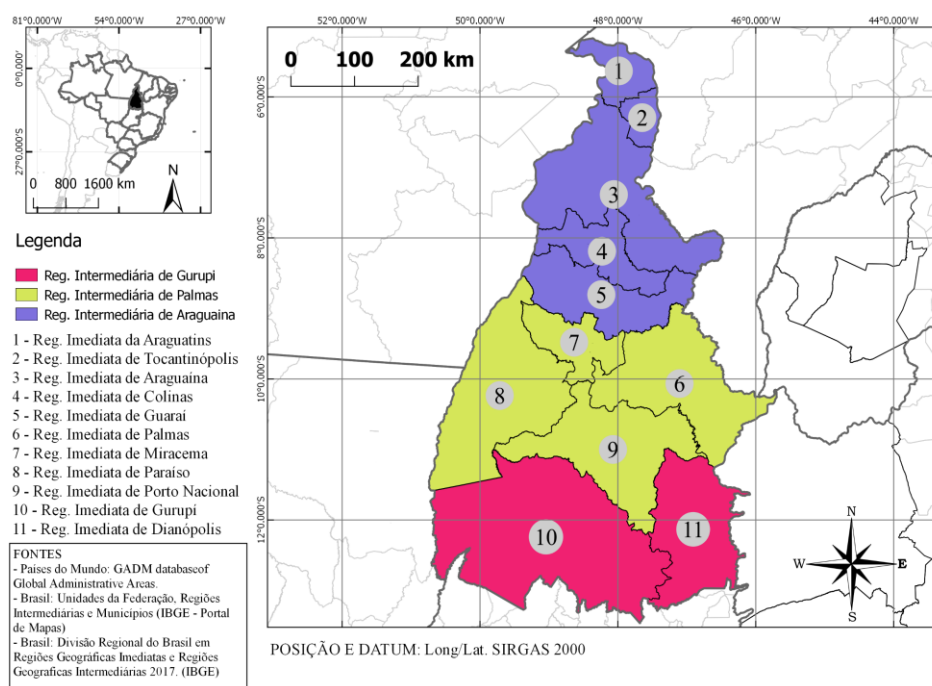 81°0.000'W 54°0.000'W 27°0.000'W
0°0.000'
27°0.000'S
N
0 800 1600 km
52°0.000'W 50°0.000'W 48°0.000'W 46°0.000'W 44°0.000'W
0 100 200 km
6°0.000'S
8°0.000'S
10°0.000'S
12°0.000'S
1
2
3
4
5
7
6
8
9
10
11
N
W E
S
Legenda
Reg. Intermediária de Gurupi
Reg. Intermediária de Palmas
Reg. Intermediária de Araguaina
1 - Reg. Imediata da Araguatins
2 - Reg. Imediata de Tocantinópolis
3 - Reg. Imediata de Araguaína
4 - Reg. Imediata de Colinas
5 - Reg. Imediata de Guaraí
6 - Reg. Imediata de Palmas
7 - Reg. Imediata de Miracema
8 - Reg. Imediata de Paraíso
9 - Reg. Imediata de Porto Nacional
10 - Reg. Imediata de Gurupi
11 - Reg. Imediata de Dianópolis
FONTES
- Paises do Mundo: GADM databaseof
Global Administrative Areas.
- Brasil: Unidades da Federação, Regiões
Intermediárias e Municípios (IBGE - Portal
de Mapas)
- Brasil: Divisão Regional do Brasil em
Regiões Geográficas Imediatas e Regiões
Geograficas Intermediárias 2017. (IBGE)
POSIÇÃO E DATUM: Long/Lat. SIRGAS 2000